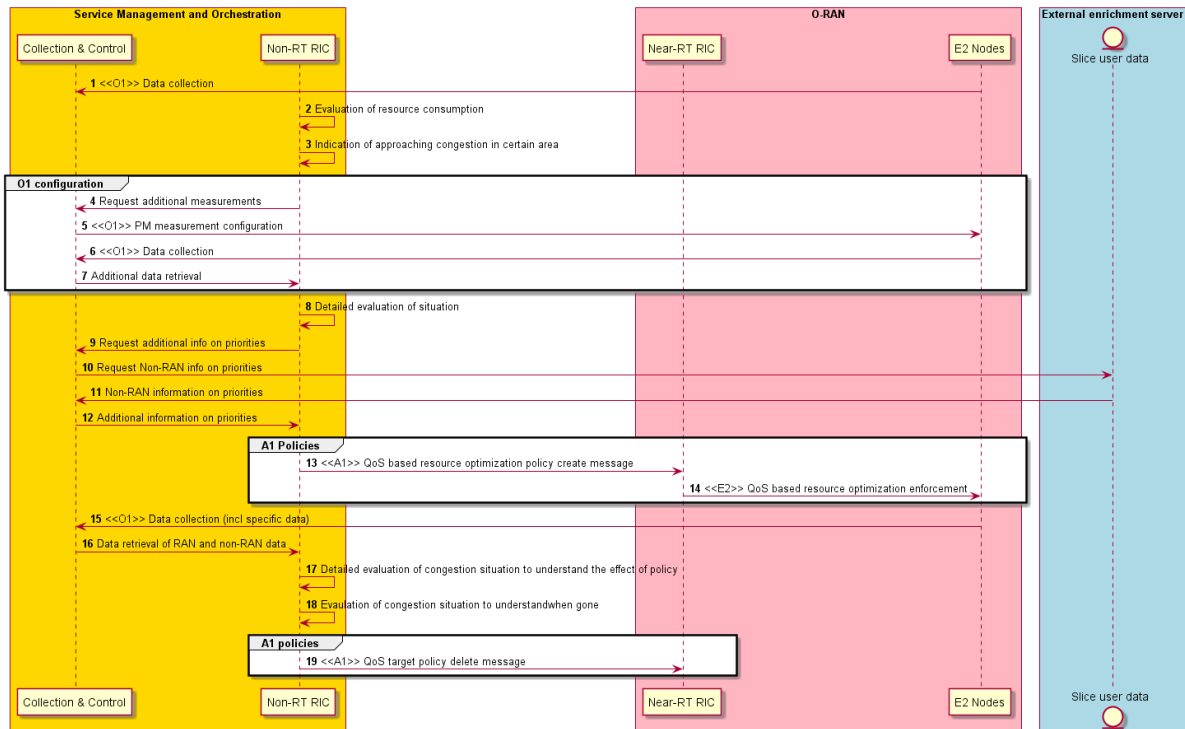 Service Management and Orchestration
O-RAN
External enrichment server
Collection & Control
Non-RT RIC
Near-RT RIC
E2 Nodes
Slice user data
1 <<O1>> Data collection
2 Evaluation of resource consumption
3 Indication of approaching congestion in certain area
O1 configuration
4 Request additional measurements
5 <<O1>> PM measurement configuration
6 <<O1>> Data collection
7 Additional data retrieval
8 Detailed evaluation of situation
9 Request additional info on priorities
10 Request Non-RAN info on priorities
11 Non-RAN information on priorities
12 Additional information on priorities
A1 Policies
13 <<A1>> QoS based resource optimization policy create message
14 <<E2>> QoS based resource optimization enforcement
15 <<O1>> Data collection (incl specific data)
16 Data retrieval of RAN and non-RAN data
17 Detailed evaluation of congestion situation to understand the effect of policy
18 Evaulation of congestion situation to understandwhen gone
A1 policies
19 <<A1>> QoS target policy delete message
Collection & Control
Non-RT RIC
Near-RT RIC
E2 Nodes
Slice user data